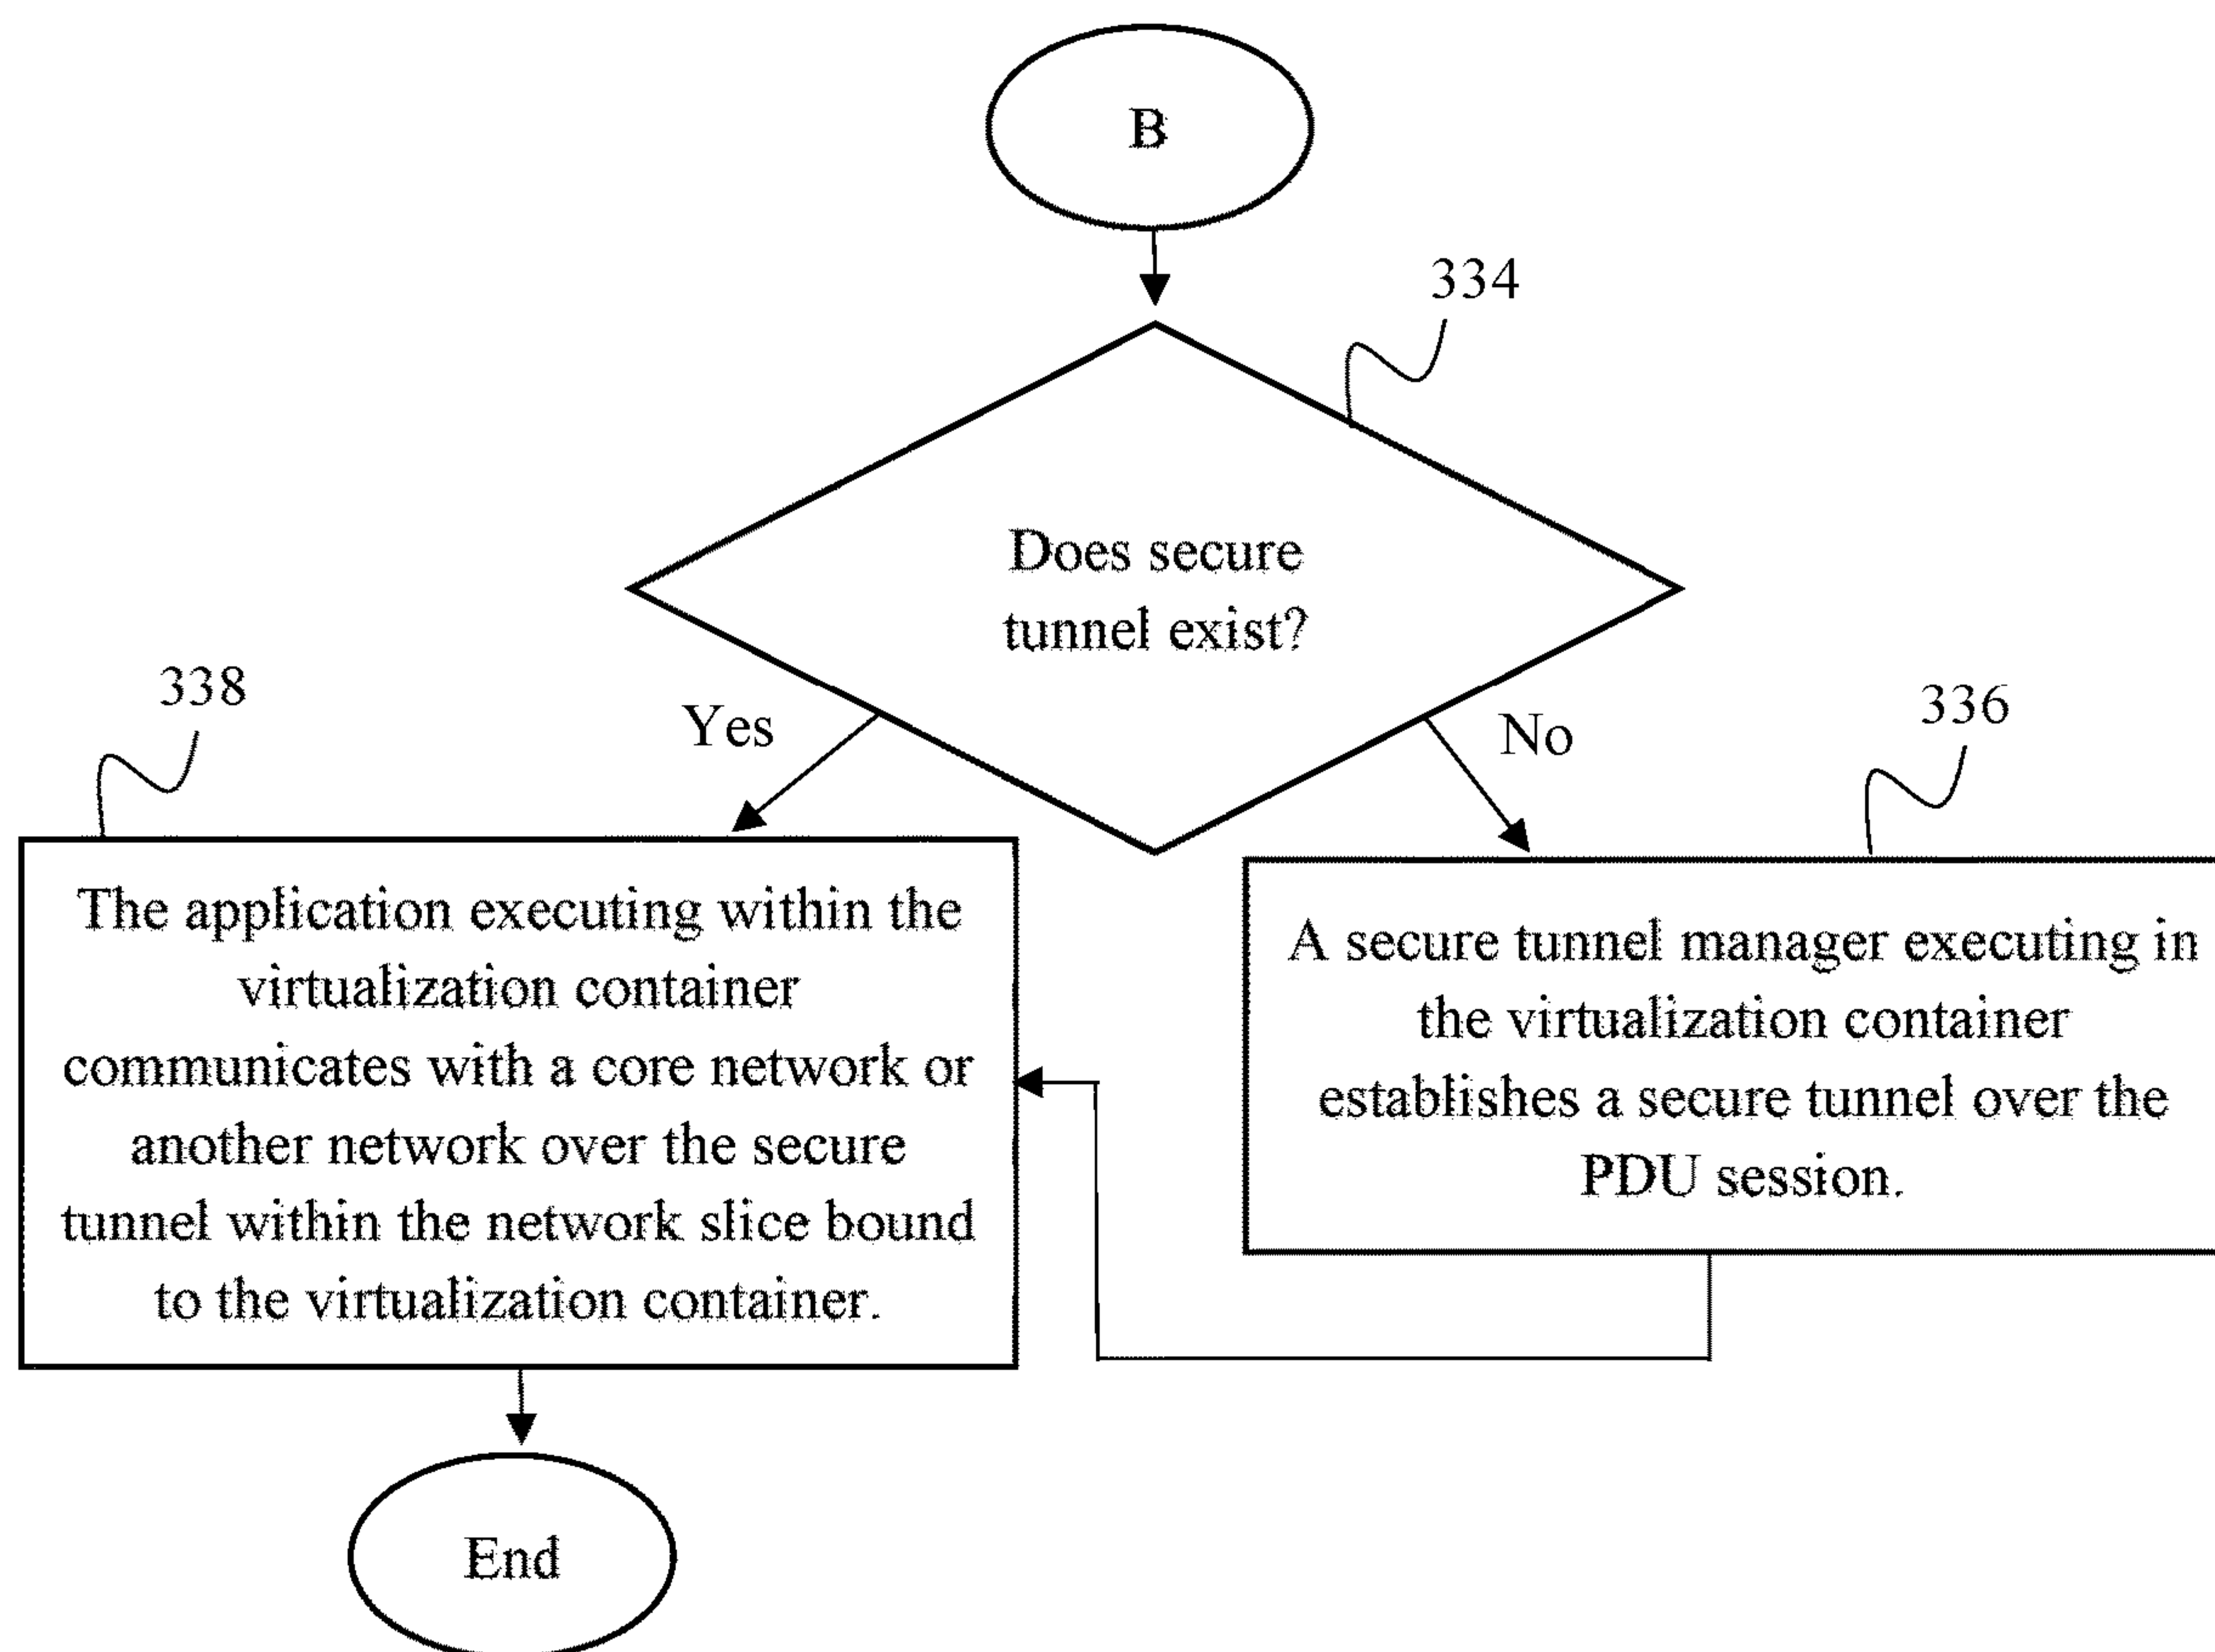 B
334
Does secure
tunnel exist?
338
Yes
No
336
The application executing within the
virtualization container
communicates with a core network or
another network over the secure
tunnel within the network slice bound
to the virtualization container.
A secure tunnel manager executing in
the virtualization container
establishes a secure tunnel over the
PDU session.
End